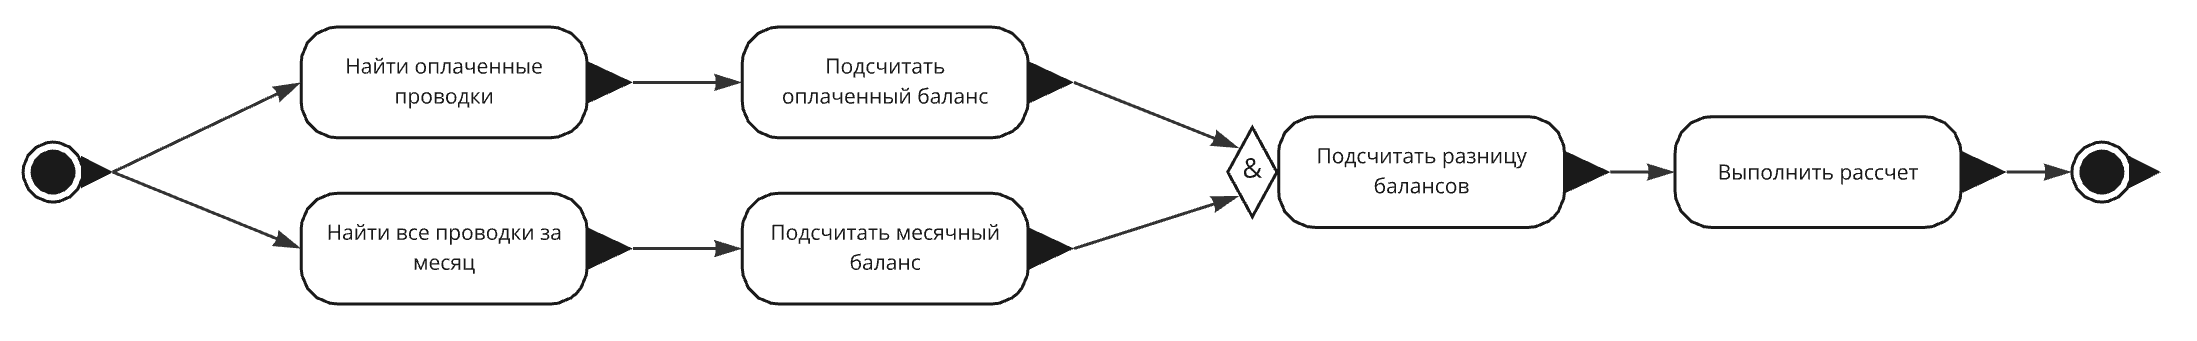 Найти оплаченные
проводки
Подсчитать
оплаченный баланс
Найти все проводки за
месяц
Подсчитать месячный
баланс
&
Подсчитать разницу
балансов
Выполнить рассчет